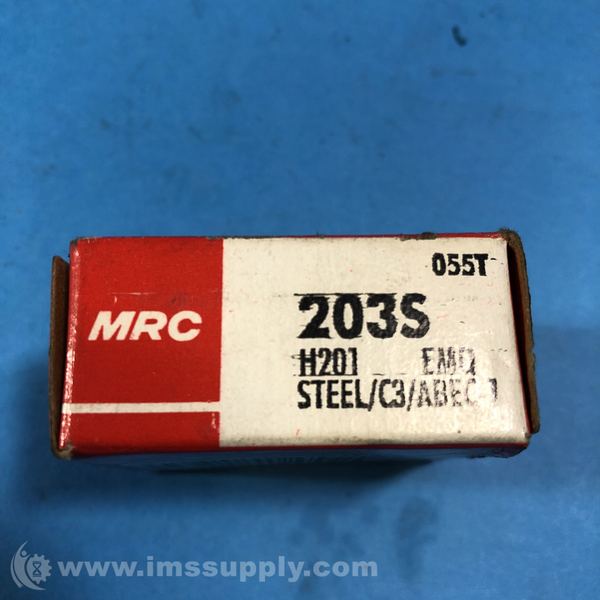 055T
MRC
203S
H201 EMQ
STEEL/C3/ABEC 1
www.imssupply.com